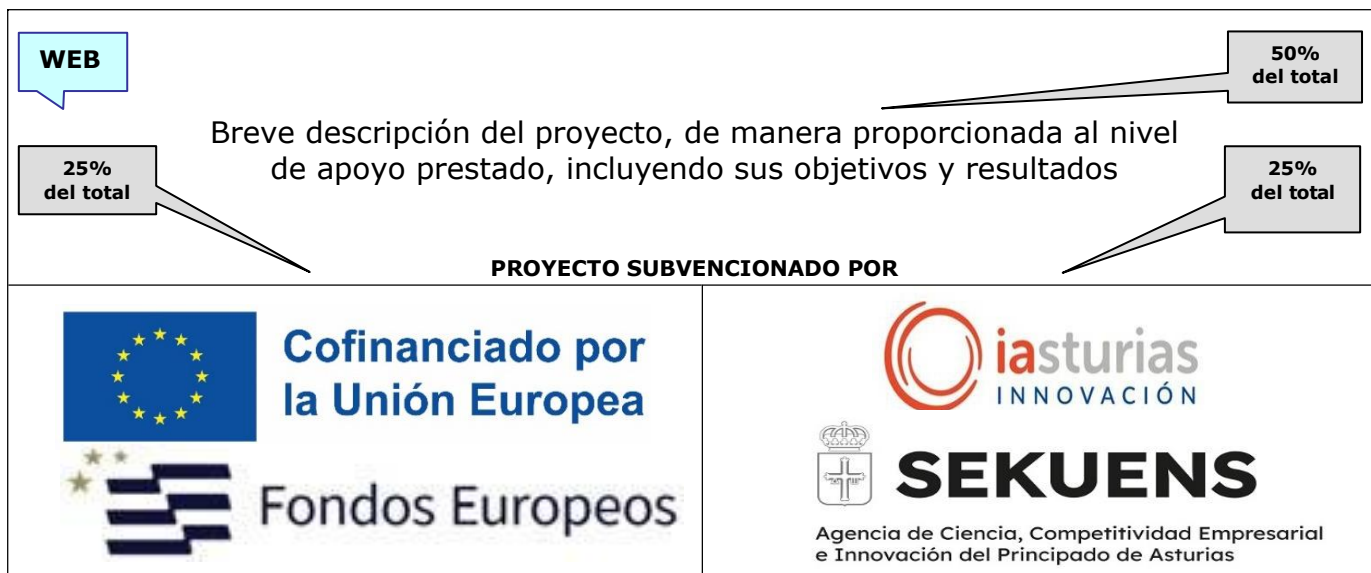 WEB
50%
del total
Breve descripción del proyecto, de manera proporcionada al nivel
de apoyo prestado, incluyendo sus objetivos y resultados
25%
del total
25%
del total
PROYECTO SUBVENCIONADO POR
Cofinanciado por
la Unión Europea
Fondos Europeos
iasturias
INNOVACIÓN
SEKUENS
Agencia de Ciencia, Competitividad Empresarial
e Innovación del Principado de Asturias